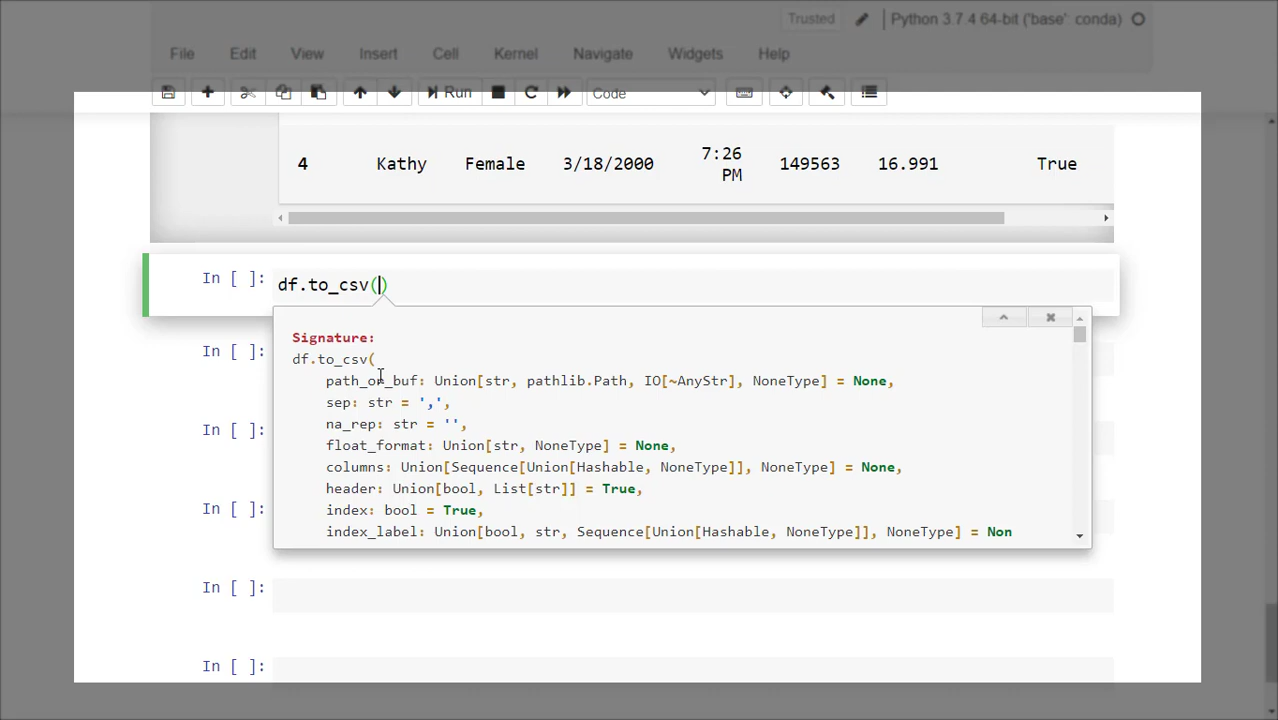 Trusted Python 3.7 4 64-bit ('base' conda)
File Edit View Insert Cell Kernel Navigate Widgets Help
Run Code
4 Kathy Female 3/18/2000 7:26 PM 149563 16.991 True
In [ ]: df.to_csv()
Signature:
df.to_csv(
path_or_buf: Union[str, pathlib.Path, IO[~AnyStr], NoneType] = None,
In [ ]:
sep: str = ',',
na_rep: str = '',
In [ ]:
float_format: Union[str, NoneType] = None,
columns: Union[Sequence[Union[Hashable, NoneType]], NoneType] = None,
header: Union[bool, List[str]] = True,
In [ ]:
index: bool = True,
index_label: Union[bool, str, Sequence[Union[Hashable, NoneType]], NoneType] = Non
In [ ]:
In [ ]: